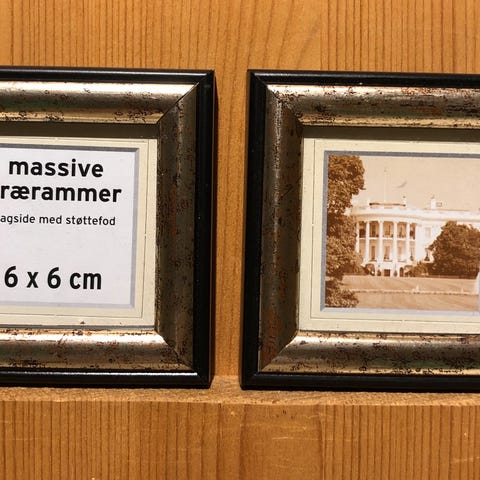 massive
rærammer
agside med støttefod
6 x 6 cm